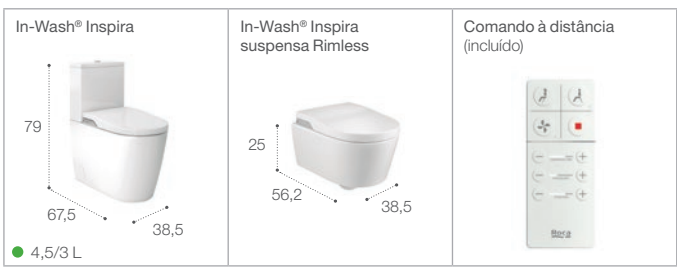 In-Wash® Inspira
79
67,5
38,5
4,5/3 L
In-Wash® Inspira
suspensa Rimless
25
56,2
38,5
Comando à distância
(incluído)
− +
− +
− +
Roca